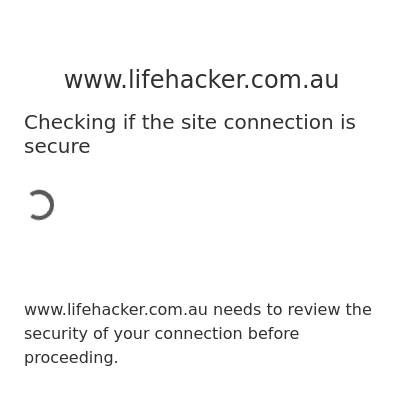 www.lifehacker.com.au
Checking if the site connection is
secure
www.lifehacker.com.au needs to review the
security of your connection before
proceeding.